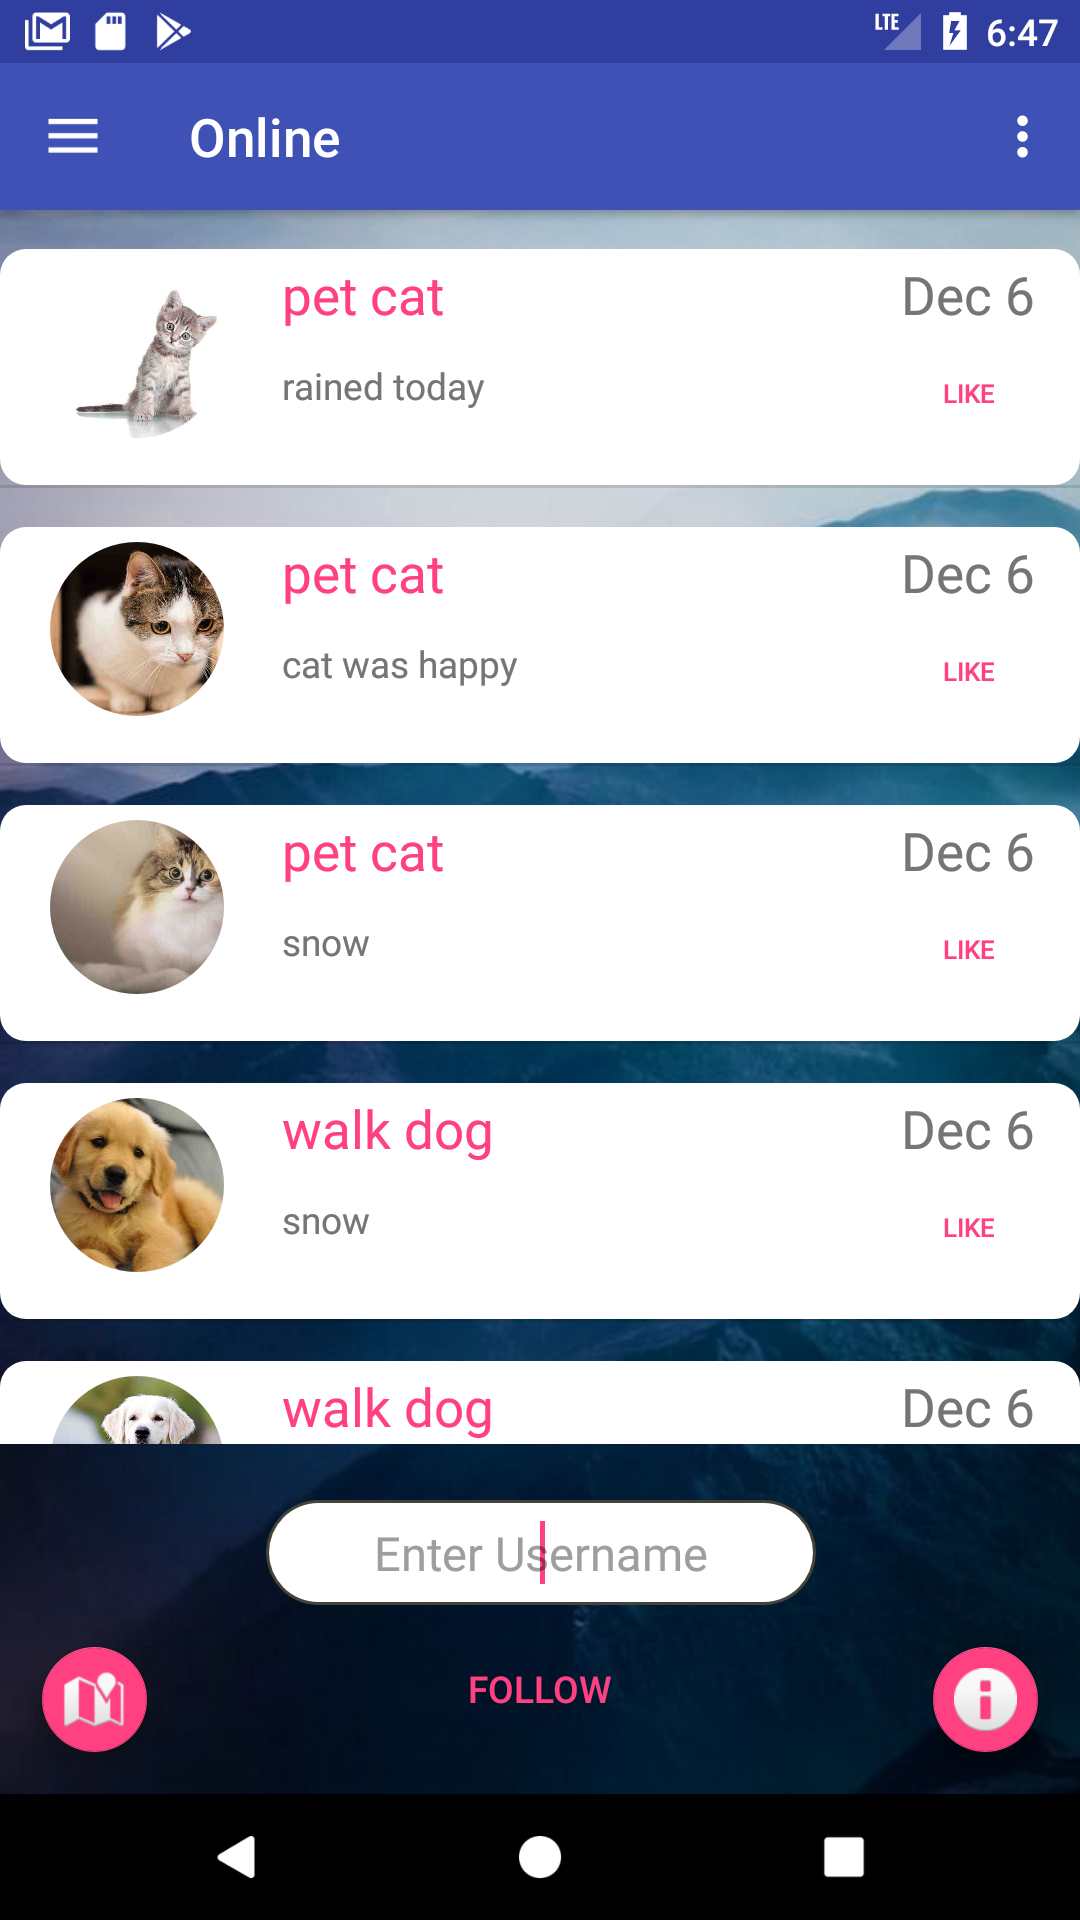 LTE 6:47
Online
pet cat Dec 6
rained today LIKE
pet cat Dec 6
cat was happy LIKE
pet cat Dec 6
snow LIKE
walk dog Dec 6
snow LIKE
walk dog Dec 6
Enter Username
FOLLOW